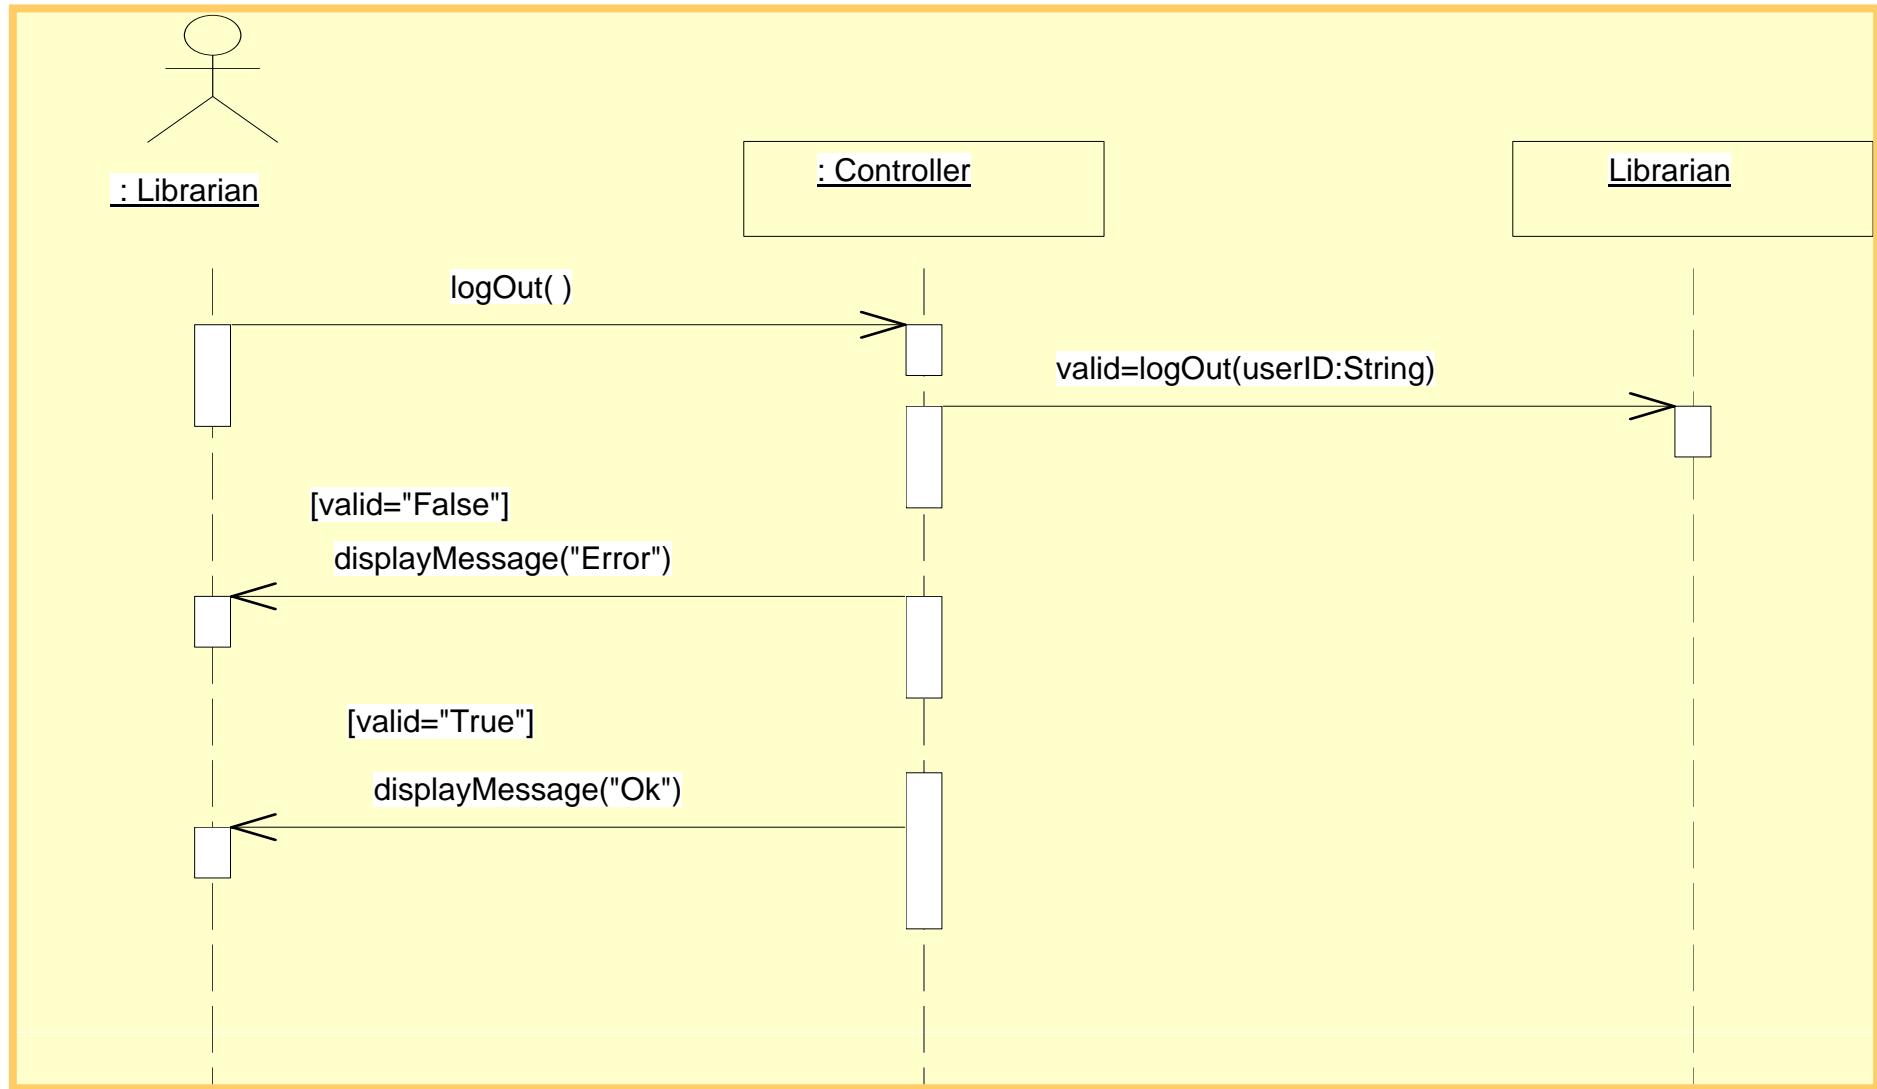 : Librarian
: Controller
Librarian
logOut( )
valid=logOut(userID:String)
[valid="False"]
displayMessage("Error")
[valid="True"]
displayMessage("Ok")